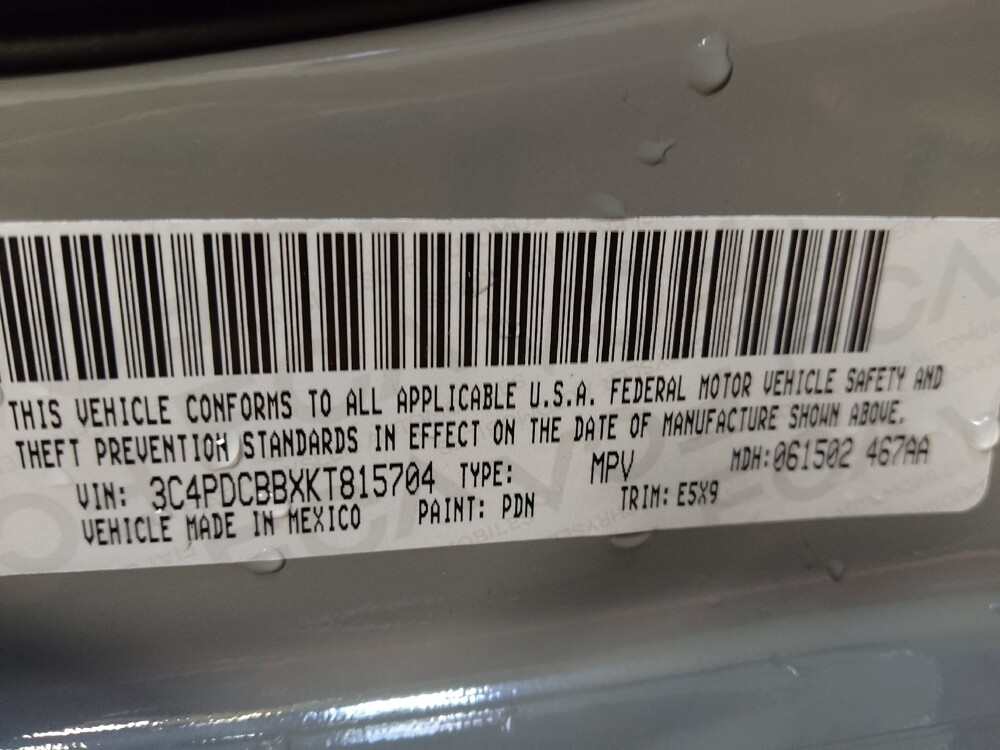 THIS VEHICLE CONFORMS TO ALL APPLICABLE U.S.A. FEDERAL MOTOR VEHICLE SAFETY AND
THEFT PREVENTION STANDARDS IN EFFECT ON THE DATE OF MANUFACTURE SHOWN ABOVE.
VIN: 3C4PDCBBXKT815704 TYPE: MPV MDH:061502 467AA
VEHICLE MADE IN MEXICO PAINT: PDN TRIM: E5X9